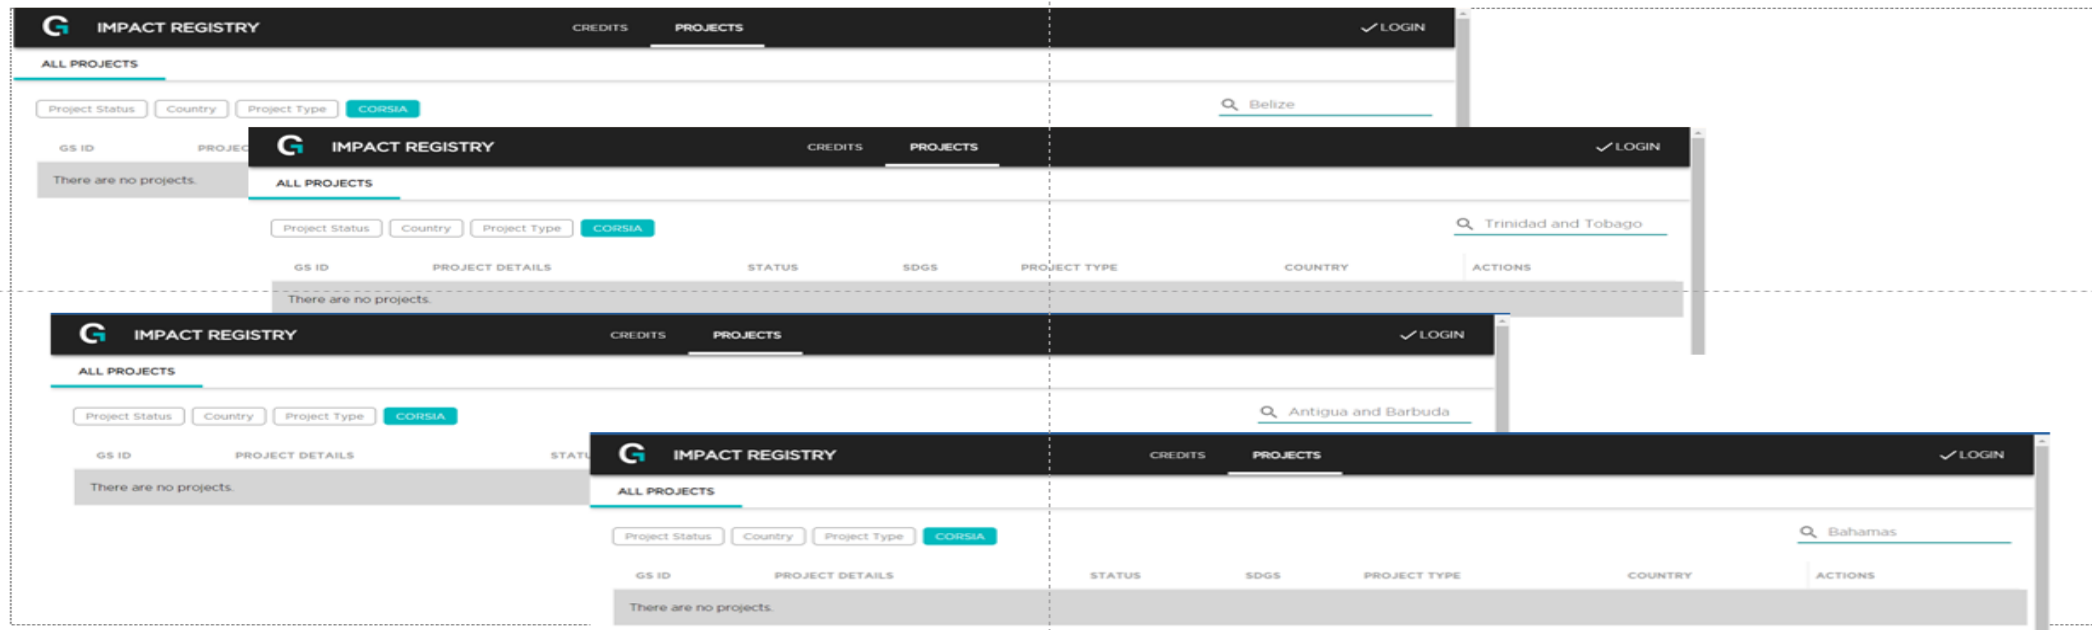 IMPACT REGISTRY CREDITS PROJECTS LOGIN
ALL PROJECTS
Project Status Country Project Type CORSIA Belize
GS ID
There are no projects.
IMPACT REGISTRY CREDITS PROJECTS LOGIN
ALL PROJECTS
Project Status Country Project Type CORSIA Trinidad and Tobago
GS ID PROJECT DETAILS STATUS SDGS PROJECT TYPE COUNTRY ACTIONS
There are no projects.
IMPACT REGISTRY CREDITS PROJECTS LOGIN
ALL PROJECTS
Project Status Country Project Type CORSIA Antigua and Barbuda
GS ID PROJECT DETAILS
There are no projects.
IMPACT REGISTRY CREDITS PROJECTS LOGIN
ALL PROJECTS
Project Status Country Project Type CORSIA Bahamas
GS ID PROJECT DETAILS STATUS SDGS PROJECT TYPE COUNTRY ACTIONS
There are no projects.